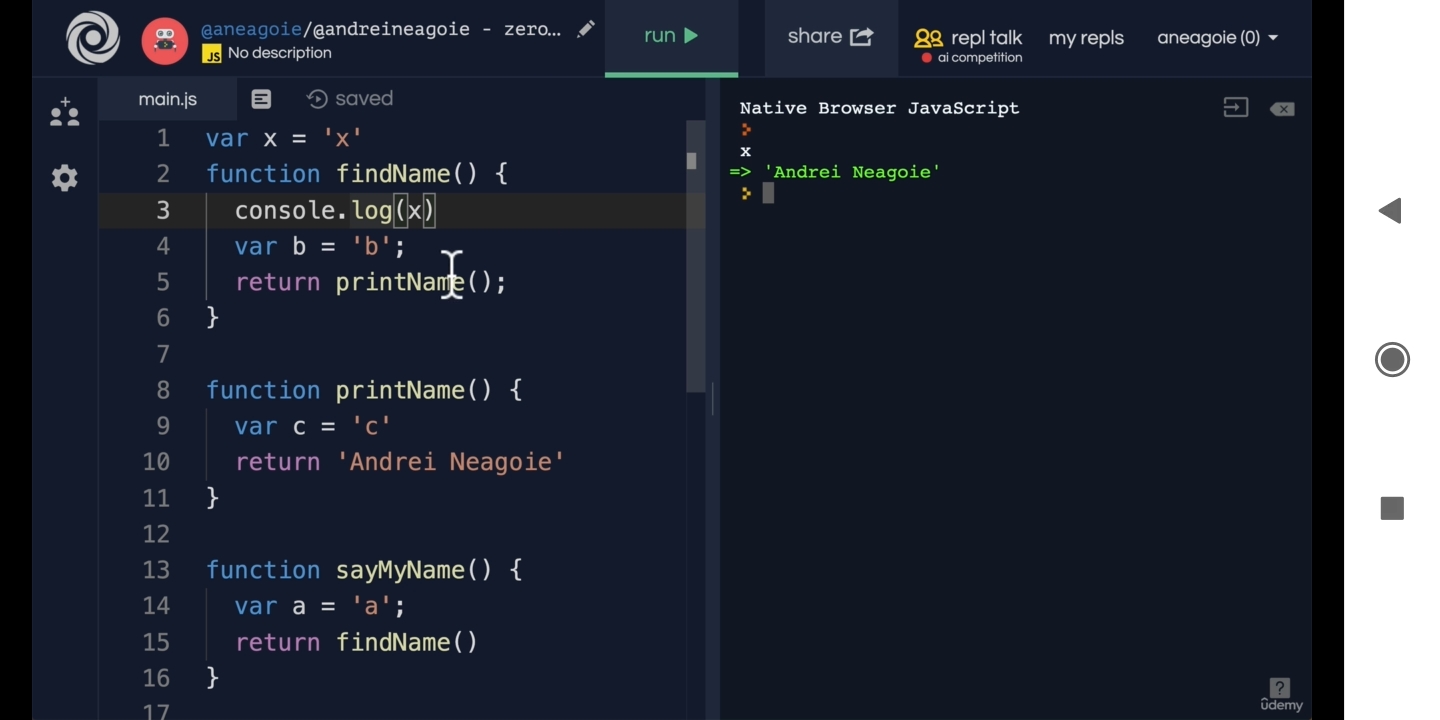 @aneagoie/@andreineagoie - zero...
JS No description
run
share
repl talk
ai competition
my repls
aneagoie (0)
main.js
saved
1 var x = 'x'
2 function findName() {
3 console.log(x)
4 var b = 'b';
5 return printName();
6 }
7
8 function printName() {
9 var c = 'c'
10 return 'Andrei Neagoie'
11 }
12
13 function sayMyName() {
14 var a = 'a';
15 return findName()
16 }
17
Native Browser JavaScript
x
=> 'Andrei Neagoie'
?
ûdemy